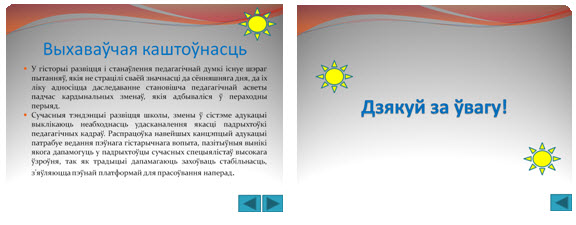 Выхаваўчая каштоўнасць
У гісторыі развіцця і станаўлення педагагічнай думкі існуе шэраг
пытанняў, якія не страцілі сваёй значнасці да сённяшняга дня, да іх
ліку адносіцца даследаванне становішча педагагічнай асветы
падчас кардынальных зменаў, якія адбываліся ў пераходны
перыяд.
Сучасныя тэндэнцыі развіцця школы, змены ў сістэме адукацыі
выклікаюць неабходнасць удасканалення якасці падрыхтоўкі
педагагічных кадраў. Распрацоўка навейшых канцэпцый адукацыі
патрабуе ведання пэўнага гістарычнага вопыта, пазітыўныя вынікі
якога дапамогуць у падрыхтоўцы сучасных спецыялістаў высокага
ўзроўня, так як традыцыі дапамагаюць захоўваць стабільнасць,
з'яўляюцца пэўнай платформай для прасоўвання наперад.
Дзякуй за ўвагу!